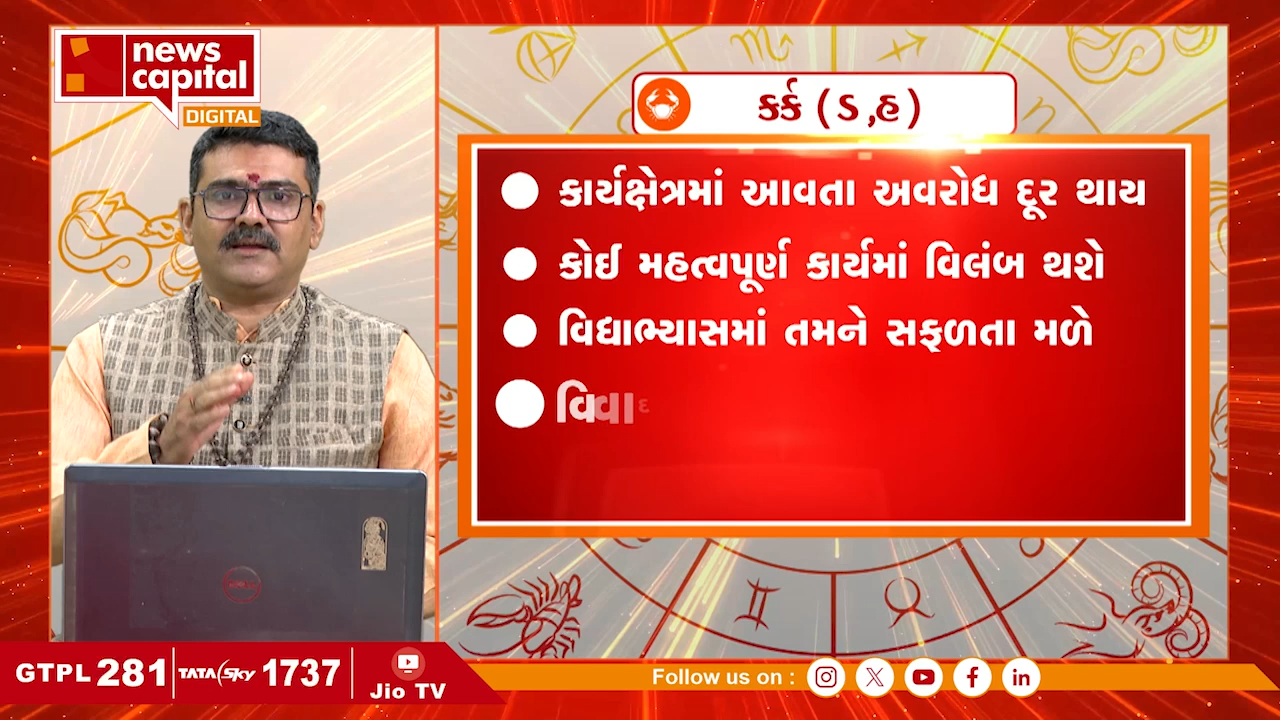 news
capital
DIGITAL
કર્ક (ડ,હ)
કાર્યક્ષેત્રમાં આવતા અવરોધ દૂર થાય
કોઈ મહત્વપૂર્ણ કાર્યમાં વિલંબ થશે
વિદ્યાભ્યાસમાં તમને સફળતા મળે
વિવાદ
GTPL 281
TATA Sky 1737
Jio TV
Follow us on :